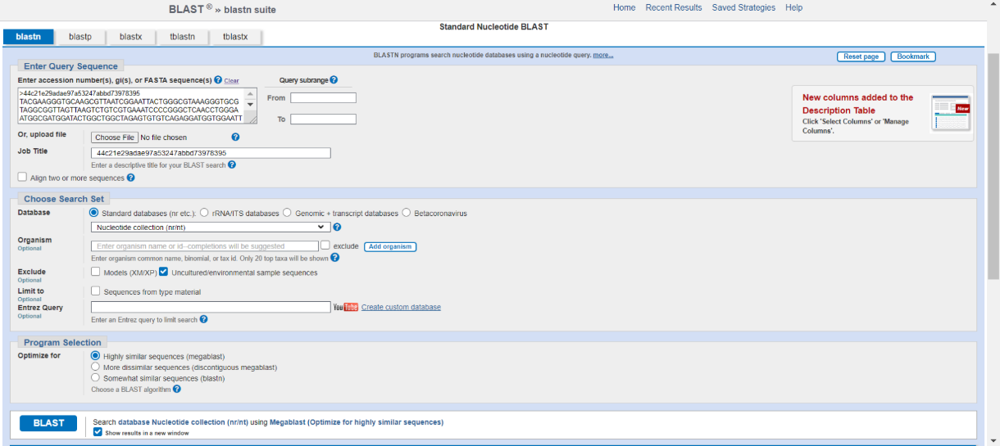 BLAST ® » blastn suite
Home Recent Results Saved Strategies Help
Standard Nucleotide BLAST
blastn blastp blastx tblastn tblastx
BLASTN programs search nucleotide databases using a nucleotide query. more...
Reset page Bookmark
Enter Query Sequence
Enter accession number(s), gi(s), or FASTA sequence(s) ? Clear
Query subrange ?
>44c21e29adae97a53247abbd73978395
TACGAAGGGTGCAAGCGTTAATCGGAATTACTGGGCGTAAAGGGTGCG
TAGGCGGTTAGTTAAGTCTGTCGTGAAATCCCCGGGCTCAACCTGGGA
ATGGCGATGGATACTGGCTGGCTAGAGTGTGTCAGAGGATGGTGGAATT
From
To
New columns added to the
Description Table
Click 'Select Columns' or 'Manage
Columns'.
New
Or, upload file Choose File No file chosen ?
Job Title 44c21e29adae97a53247abbd73978395
Enter a descriptive title for your BLAST search ?
Align two or more sequences ?
Choose Search Set
Database Standard databases (nr etc.): rRNA/ITS databases Genomic + transcript databases Betacoronavirus
Nucleotide collection (nr/nt) ?
Organism
Optional
Enter organism name or id--completions will be suggested exclude Add organism
Enter organism common name, binomial, or tax id. Only 20 top taxa will be shown ?
Exclude
Optional
Models (XM/XP) Uncultured/environmental sample sequences
Limit to
Optional
Sequences from type material
Entrez Query
Optional
YouTube Create custom database
Enter an Entrez query to limit search ?
Program Selection
Optimize for Highly similar sequences (megablast)
More dissimilar sequences (discontiguous megablast)
Somewhat similar sequences (blastn)
Choose a BLAST algorithm ?
BLAST
Search database Nucleotide collection (nr/nt) using Megablast (Optimize for highly similar sequences)
Show results in a new window